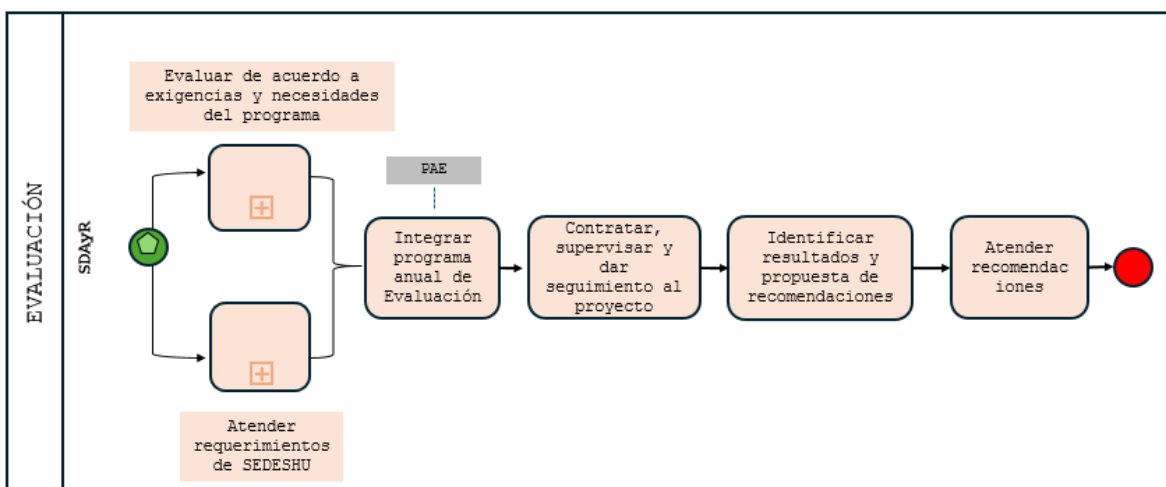 EVALUACIÓN
SDAyR
Evaluar de acuerdo a
exigencias y necesidades
del programa
Atender
requerimientos
de SEDESHU
PAE
Integrar
programa
anual de
Evaluación
Contratar,
supervisar y
dar
seguimiento al
proyecto
Identificar
resultados y
propuesta de
recomendaciones
Atender
recomendac
iones